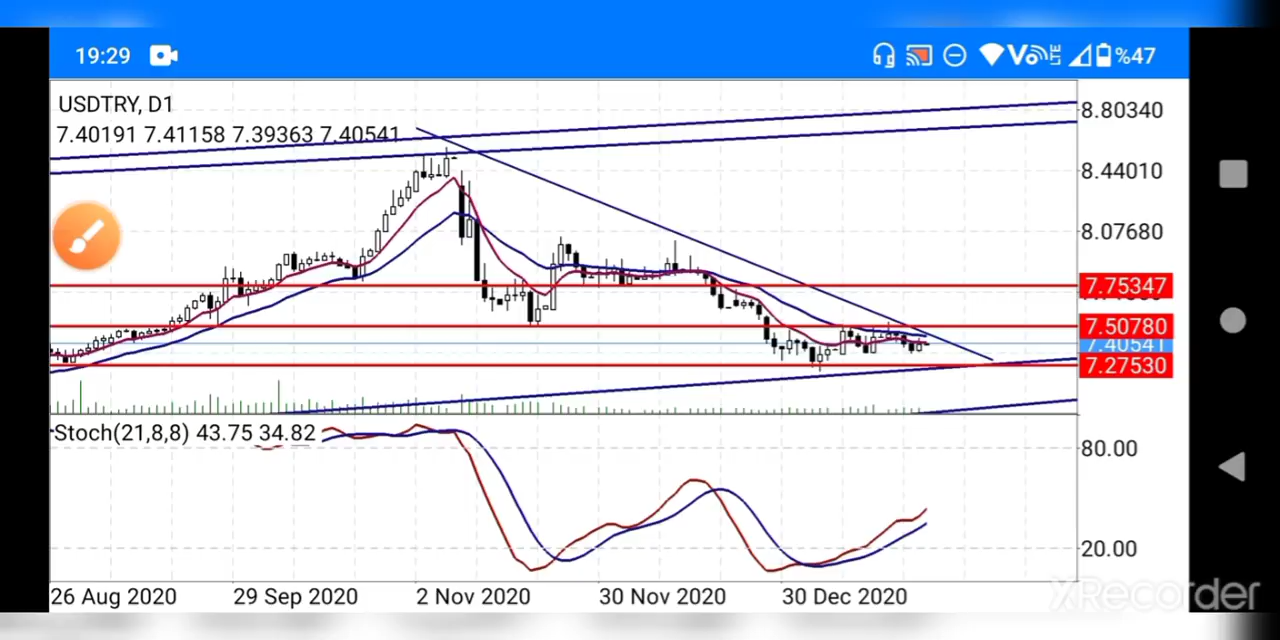 19:29 %47
USDTRY, D1
7.40191 7.41158 7.39363 7.40541
8.80340
8.44010
8.07680
7.75347
7.50780
7.40541
7.27530
Stoch(21,8,8) 43.75 34.82
80.00
20.00
26 Aug 2020 29 Sep 2020 2 Nov 2020 30 Nov 2020 30 Dec 2020
XRecorder